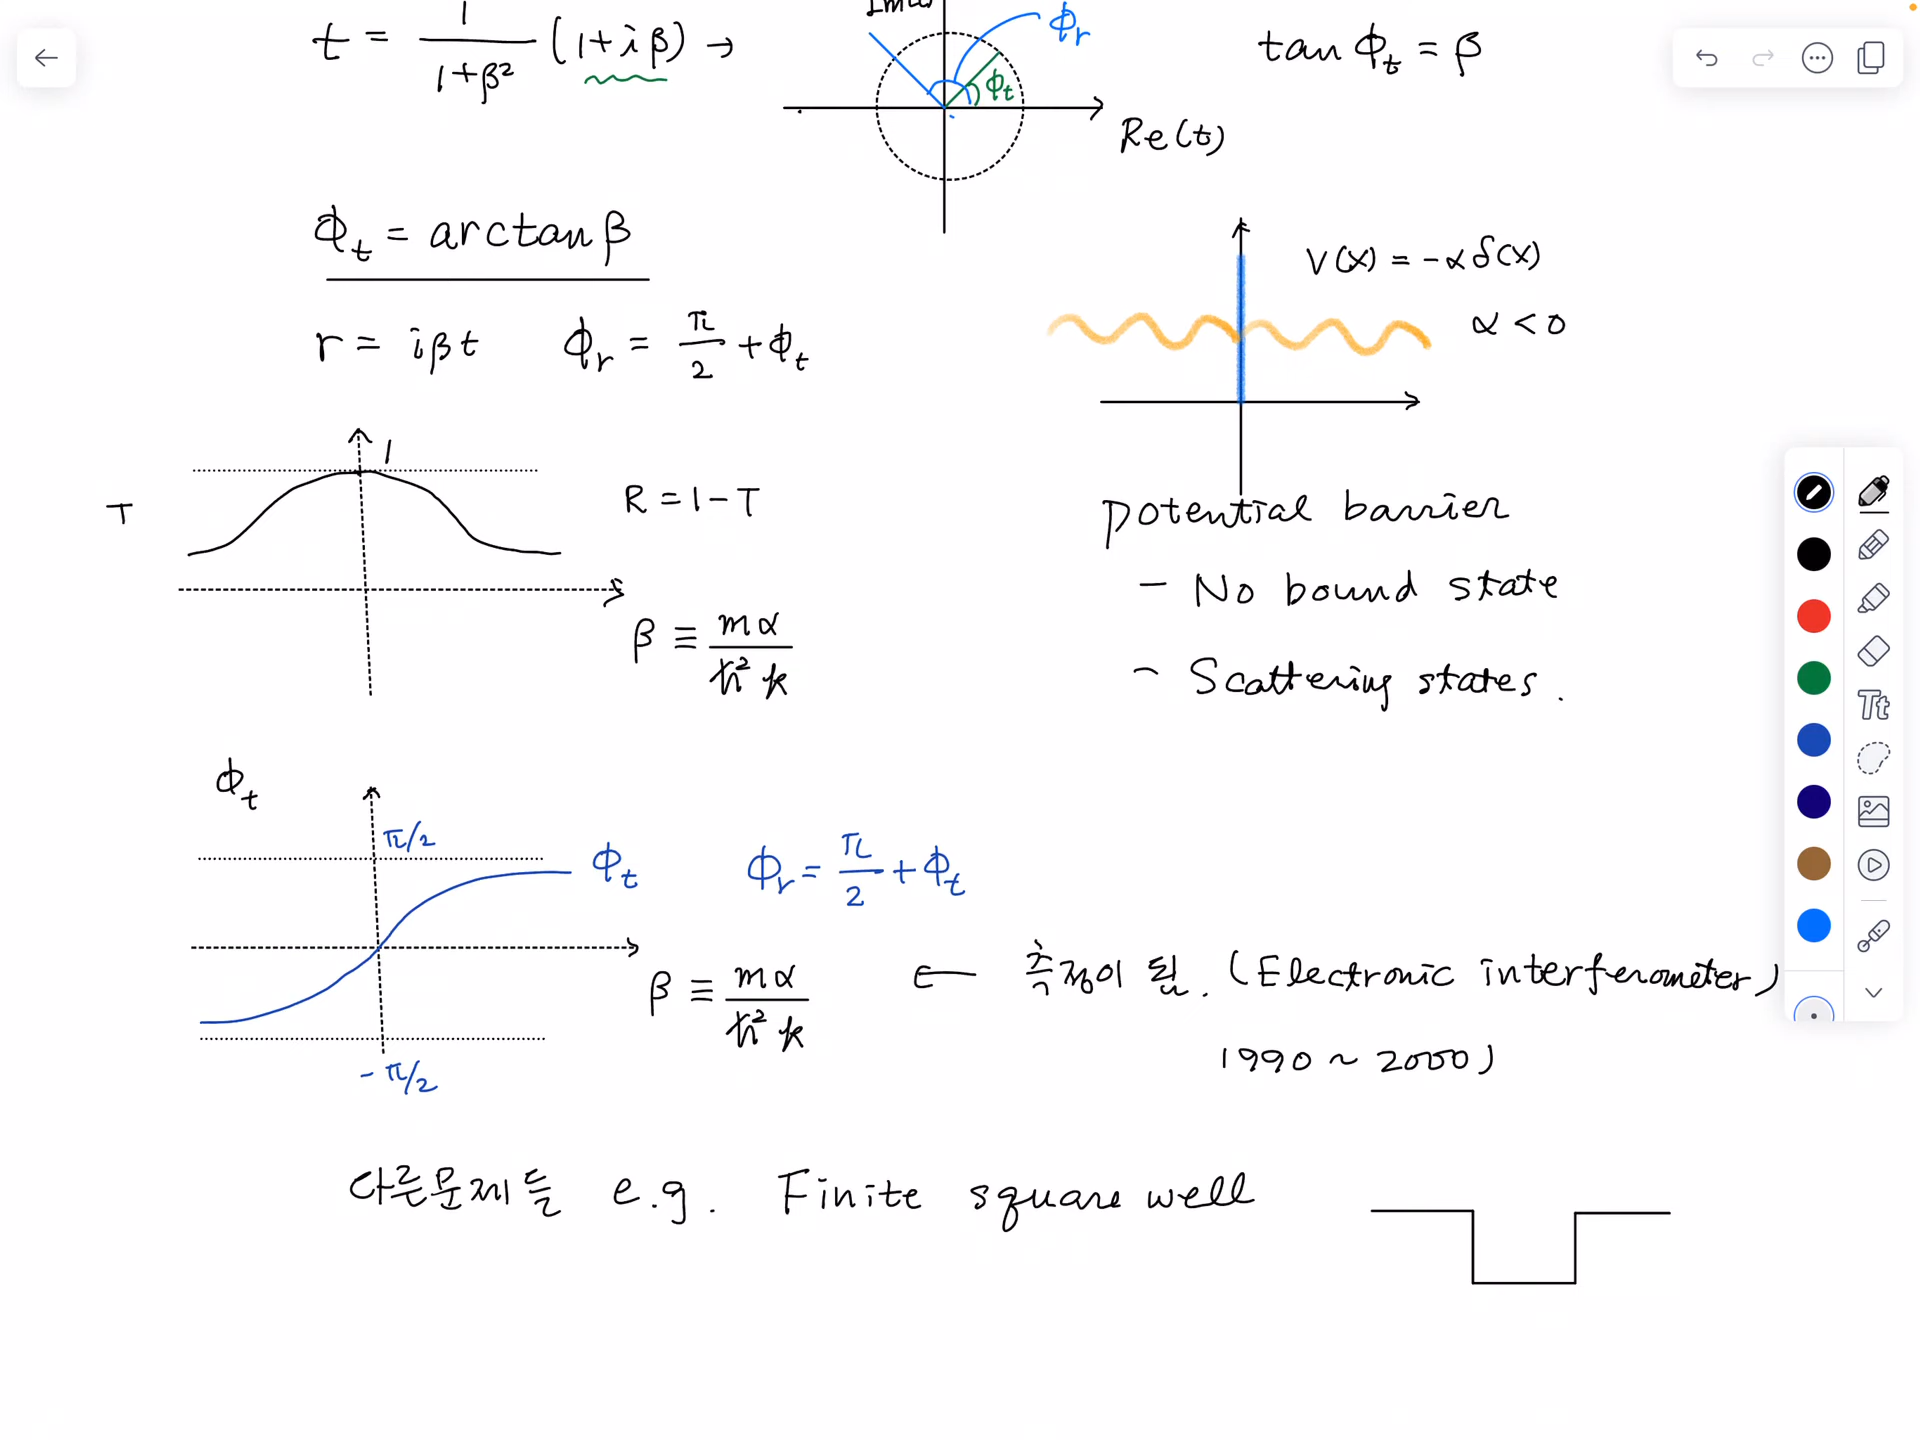 t = 1/(1+β²) (1+iβ) →
Φr
Φt
Re(t)
tan Φt = β
Φt = arctan β
V(x) = -αδ(x)
α < 0
r = iβt Φr = π/2 + Φt
1
T
R = 1 - T
β ≡ mα/ħ²k
potential barrier
- No bound state
- Scattering states.
Φt
π/2
Φt
Φr = π/2 + Φt
β ≡ mα/ħ²k
← 측정이 됨. (Electronic interferometer)
1990 ~ 2000)
-π/2
다른문제들 e.g. Finite square well
Tt